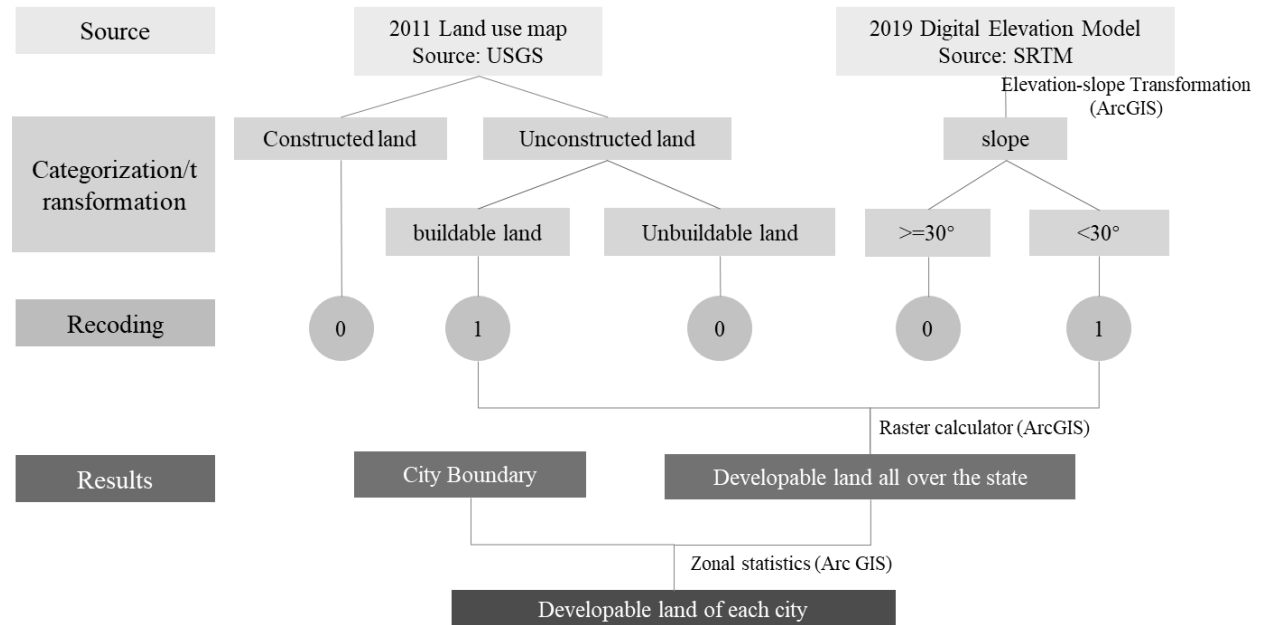 Source
2011 Land use map
Source: USGS
2019 Digital Elevation Model
Source: SRTM
Elevation-slope Transformation
(ArcGIS)
Categorization/t
ransformation
Constructed land
Unconstructed land
slope
buildable land
Unbuildable land
>=30°
<30°
Recoding
0
1
0
0
1
Raster calculator (ArcGIS)
Results
City Boundary
Developable land all over the state
Zonal statistics (Arc GIS)
Developable land of each city